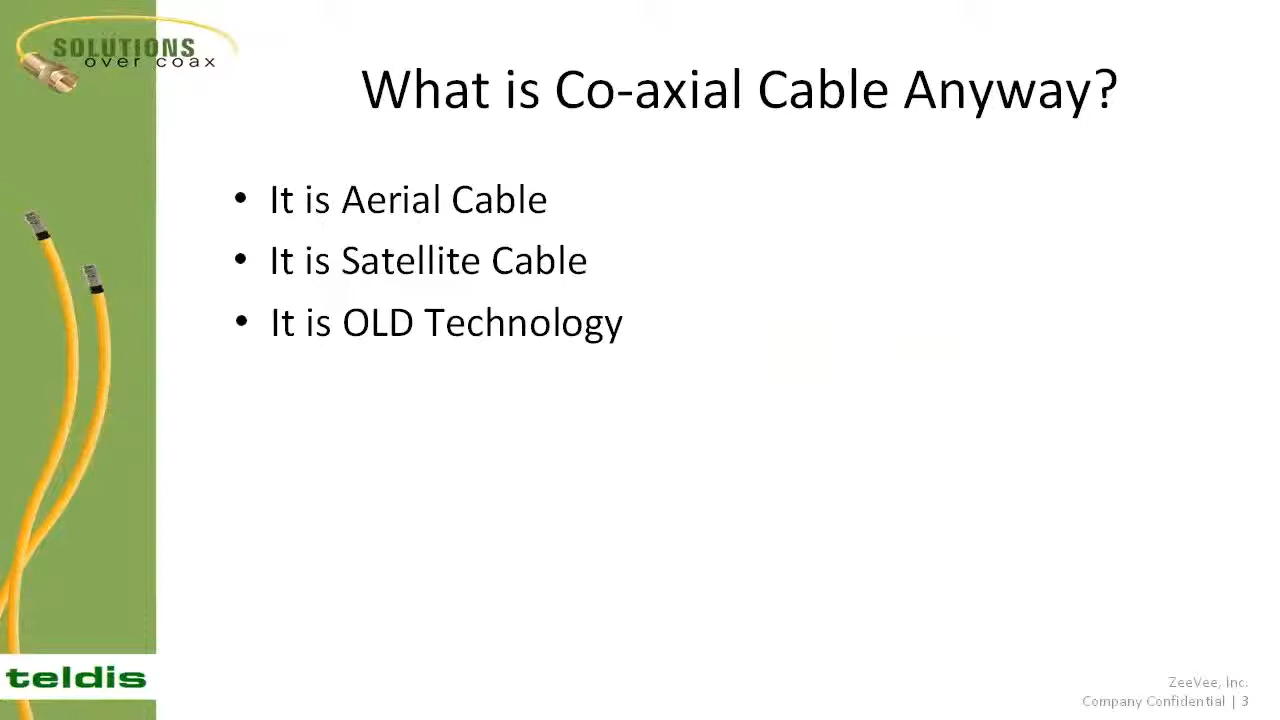 SOLUTIONS
over coax
What is Co-axial Cable Anyway?
• It is Aerial Cable
• It is Satellite Cable
• It is OLD Technology
teldis
ZeeVee, Inc.
Company Confidential | 3